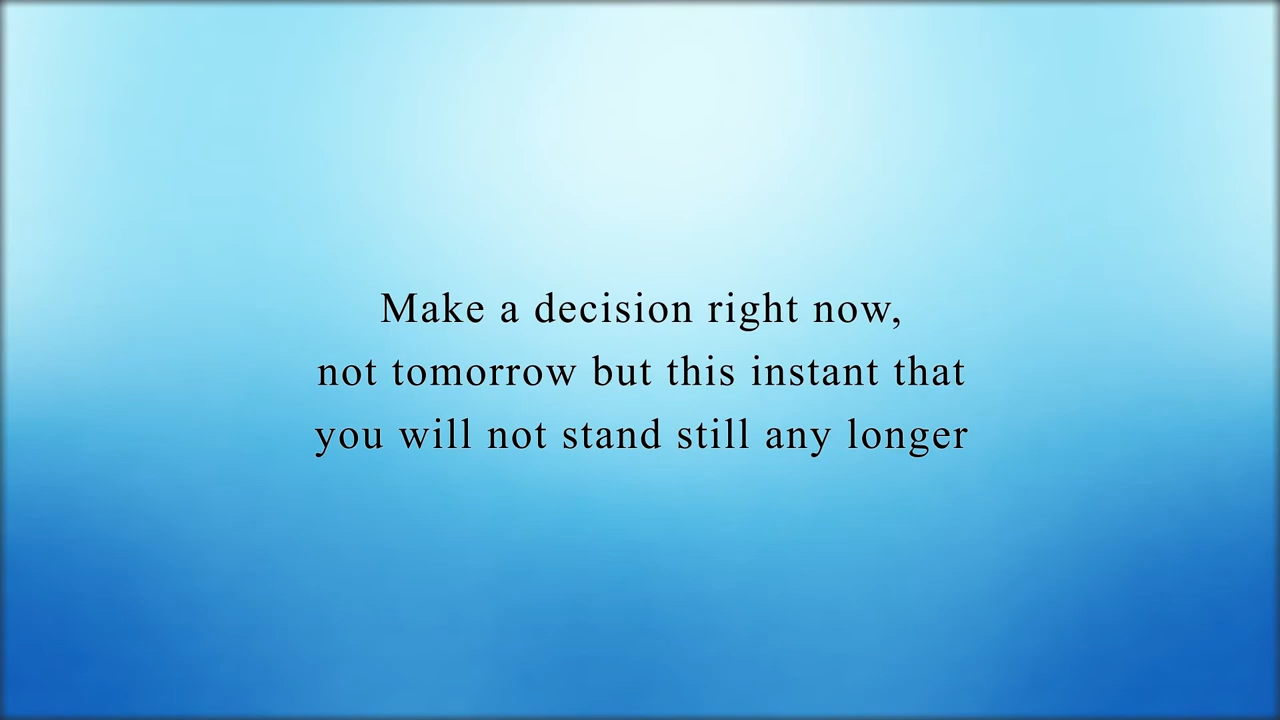 Make a decision right now,
not tomorrow but this instant that
you will not stand still any longer